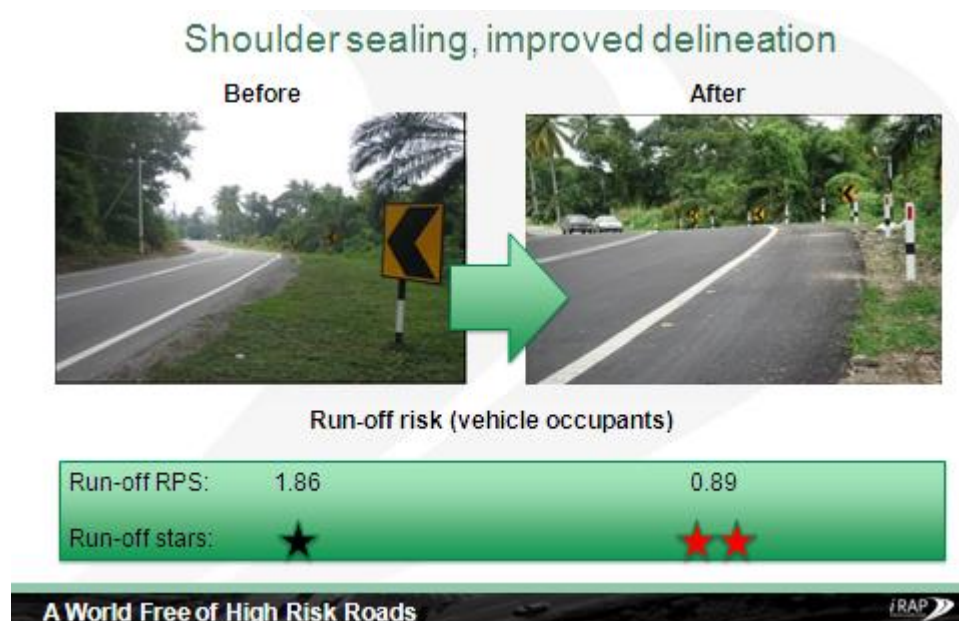 Shoulder sealing, improved delineation
Before
After
Run-off risk (vehicle occupants)
Run-off RPS: 1.86 0.89
Run-off stars:
A World Free of High Risk Roads
iRAP